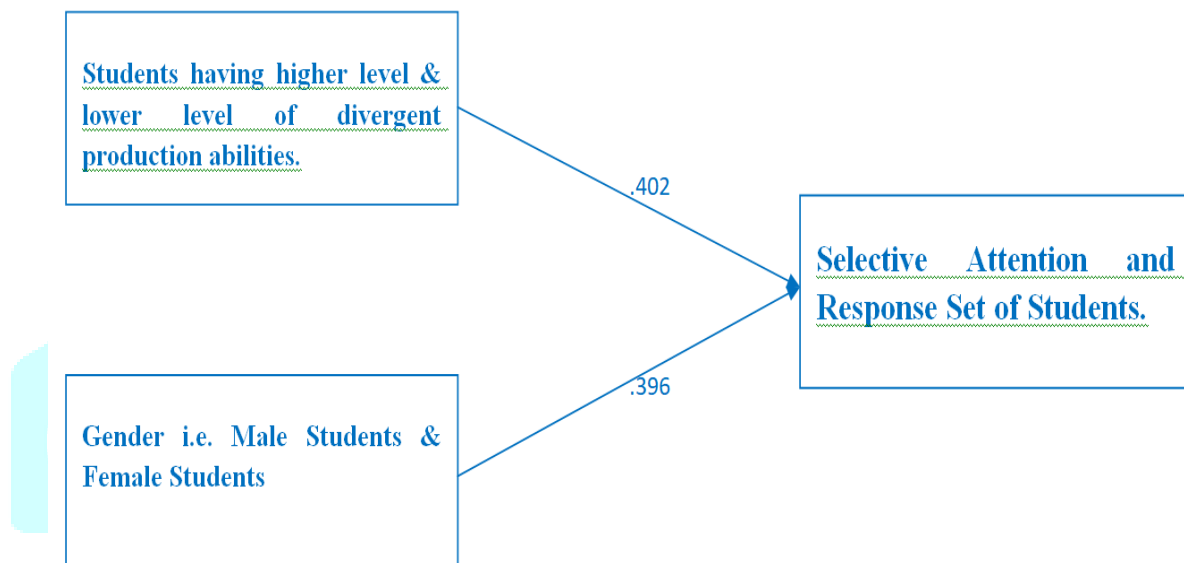 Students having higher level &
lower level of divergent
production abilities.
.402
Selective Attention and
Response Set of Students.
.396
Gender i.e. Male Students &
Female Students